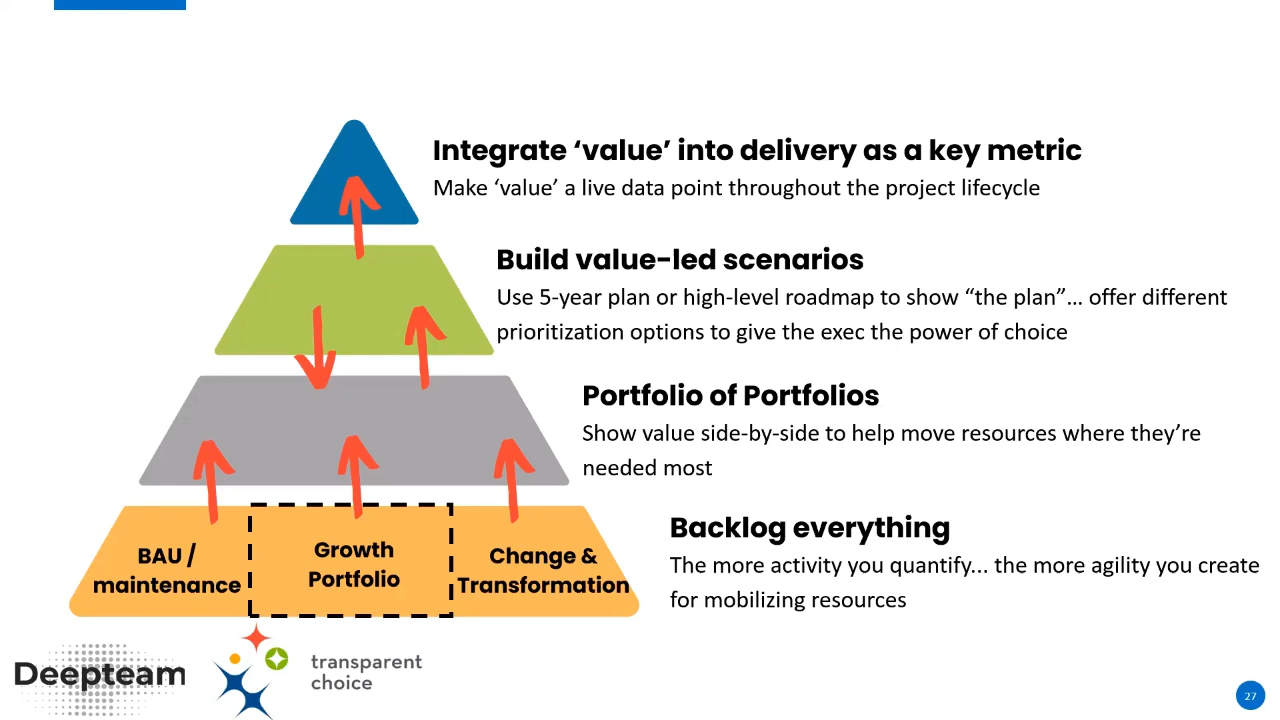 Integrate ‘value’ into delivery as a key metric
Make ‘value’ a live data point throughout the project lifecycle
Build value-led scenarios
Use 5-year plan or high-level roadmap to show “the plan”... offer different
prioritization options to give the exec the power of choice
Portfolio of Portfolios
Show value side-by-side to help move resources where they’re
needed most
Backlog everything
The more activity you quantify... the more agility you create
for mobilizing resources
BAU /
maintenance
Growth
Portfolio
Change &
Transformation
Deepteam
transparent
choice
27